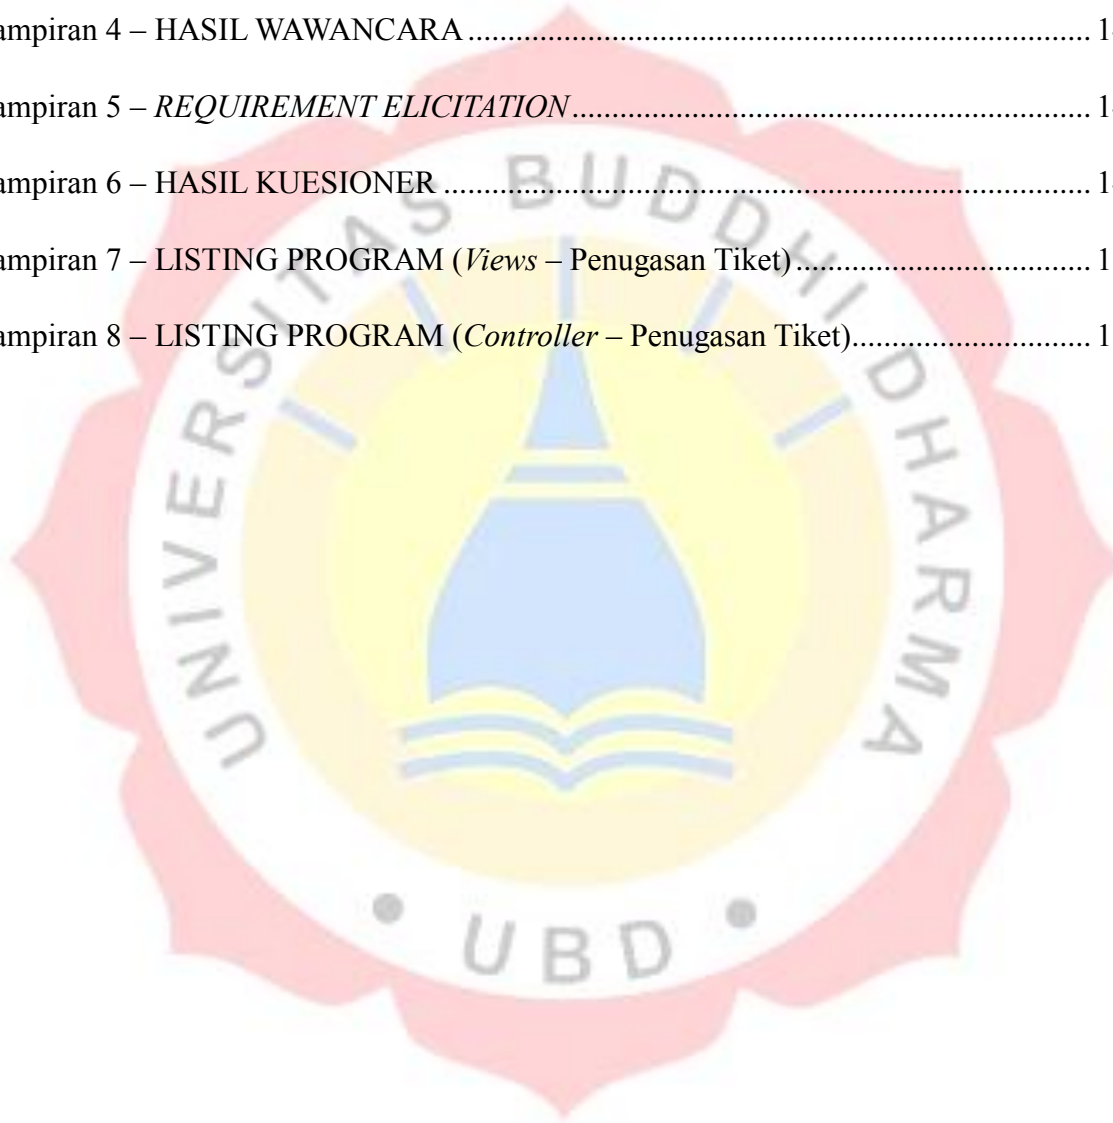 ampiran 4 – HASIL WAWANCARA ........................................................................... 1
ampiran 5 – REQUIREMENT ELICITATION .............................................................. 1
ampiran 6 – HASIL KUESIONER ............................................................................... 1
ampiran 7 – LISTING PROGRAM (Views – Penugasan Tiket) .................................. 1
ampiran 8 – LISTING PROGRAM (Controller – Penugasan Tiket) ........................... 1
UNIVERSITAS BUDDHI DHARMA
• UBD •